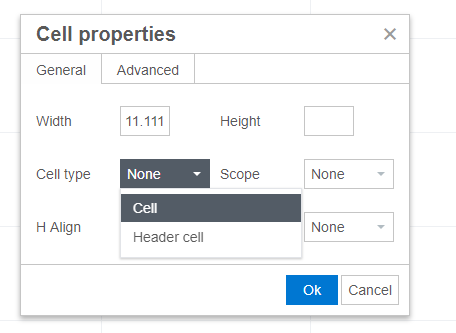 Cell properties ×
General Advanced
Width 11.111 Height
Cell type None Scope None
Cell
Header cell
H Align None
Ok Cancel